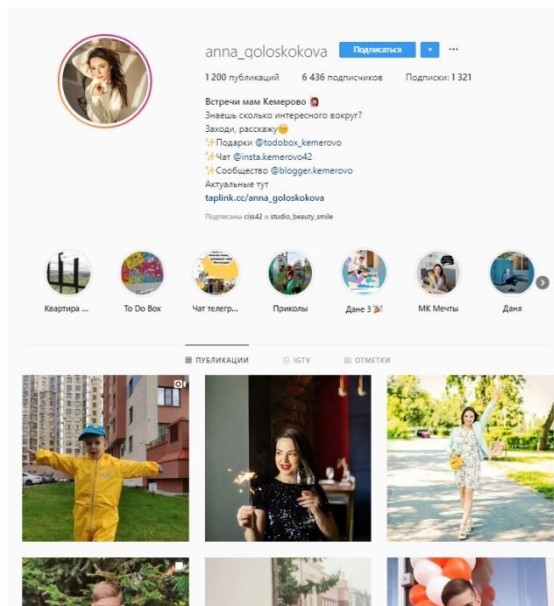 anna_goloskokova Подписаться
1 200 публикаций 6 436 подписчиков Подписки: 1 321
Встречи мам Кемерово
Знаешь сколько интересного вокруг?
Заходи, расскажу
Подарки @todobox_kemerovo
Чат @insta.kemerovo42
Сообщество @blogger.kemerovo
Актуальные тут
taplink.cc/anna_goloskokova
Подписаны ciss42 и studio_beauty_smile
Квартира ... To Do Box Чат телегр... Приколы Дане 3 МК Мечты Даня
ПУБЛИКАЦИИ IGTV ОТМЕТКИ